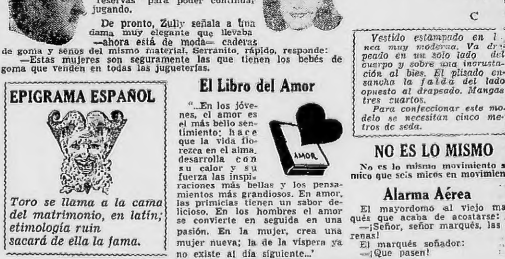 reservas para poder continuar,
jugando.
De pronto, Zully señala a una
dama muy elegante que llevaba
—ahora está de moda— caderas
de goma y senos del mismo material. Serramito, rápido, responde:
—Estas mujeres son seguramente las que tienen los bebés de
goma que venden en todas las jugueterías.
EPIGRAMA ESPAÑOL
Toro se llama a la cama
del matrimonio, en latín;
etimología ruin
sacará de ella la fama.
El Libro del Amor
"...En los jóve-
nes, el amor es
el más bello sen-
timiento; hace
que la vida flo-
rezca en el alma,
desarrolla con
su calor y su
fuerza las inspi-
raciones más bellas y los pensa-
mientos más grandiosos. En amor,
las primicias tienen un sabor de-
licioso. En los hombres el amor
se convierte en seguida en una
pasión. En la mujer, crea una
mujer nueva; la de la víspera ya
no existe al día siguiente..."
AMOR
C
Vestido estampado en
nea muy moderna. Va
peado en un solo lado del
cuerpo y sobre una incrusta-
ción al bies. El plisado en-
sancha la falda del lado
opuesto al drapeado. Mangas
tres cuartos.
Para confeccionar este mo-
delo se necesitan cinco me-
tros de seda.
NO ES LO MISMO
No es lo mismo movimiento s
mico que seis micos en movimien
Alarma Aérea
El mayordomo al viejo ma
qués que acaba de acostarse:
—¡Señor, señor marqués, las
renas!
El marqués soñador:
—¡Que pasen!